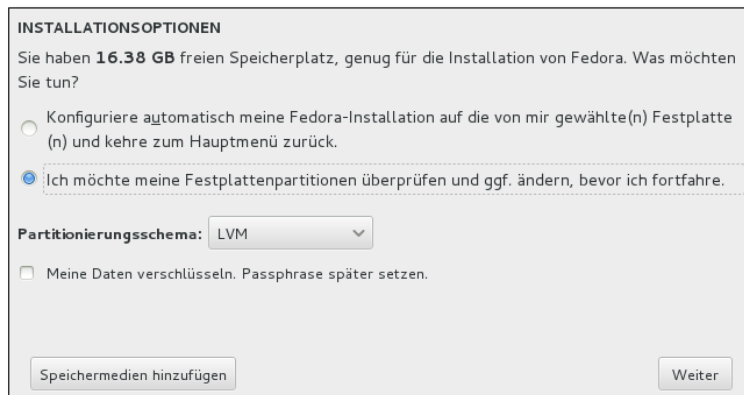 INSTALLATIONSOPTIONEN
Sie haben 16.38 GB freien Speicherplatz, genug für die Installation von Fedora. Was möchten
Sie tun?
Konfiguriere automatisch meine Fedora-Installation auf die von mir gewählte(n) Festplatte
(n) und kehre zum Hauptmenü zurück.
Ich möchte meine Festplattenpartitionen überprüfen und ggf. ändern, bevor ich fortfahre.
Partitionierungsschema: LVM
Meine Daten verschlüsseln. Passphrase später setzen.
Speichermedien hinzufügen
Weiter